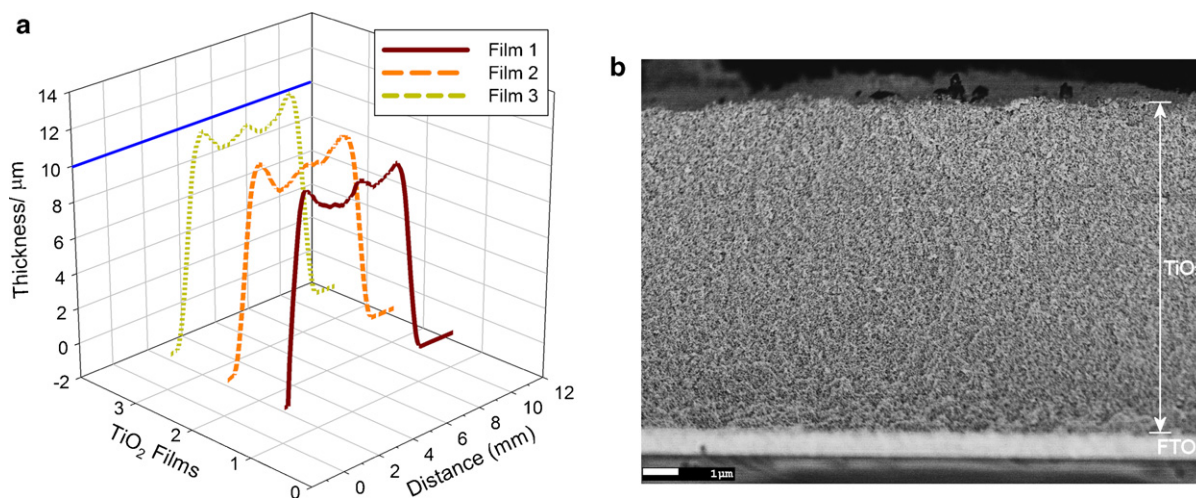 a
Film 1
Film 2
Film 3
14
12
10
8
6
4
2
0
-2
Thickness/ μm
3
2
1
0
TiO2 Films
0
2
4
6
8
10
12
Distance (mm)
b
TiO
FTO
1μm